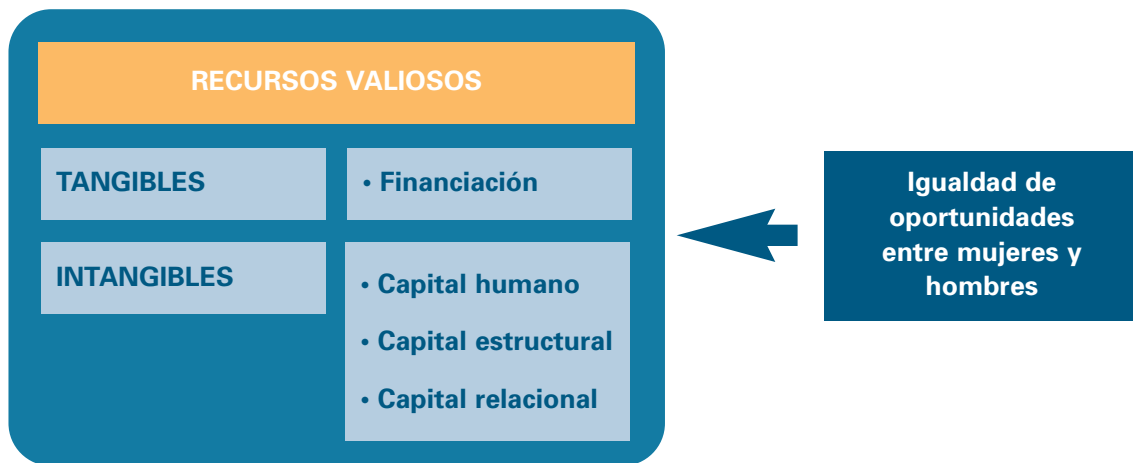 RECURSOS VALIOSOS
TANGIBLES
• Financiación
INTANGIBLES
• Capital humano
• Capital estructural
• Capital relacional
Igualdad de
oportunidades
entre mujeres y
hombres